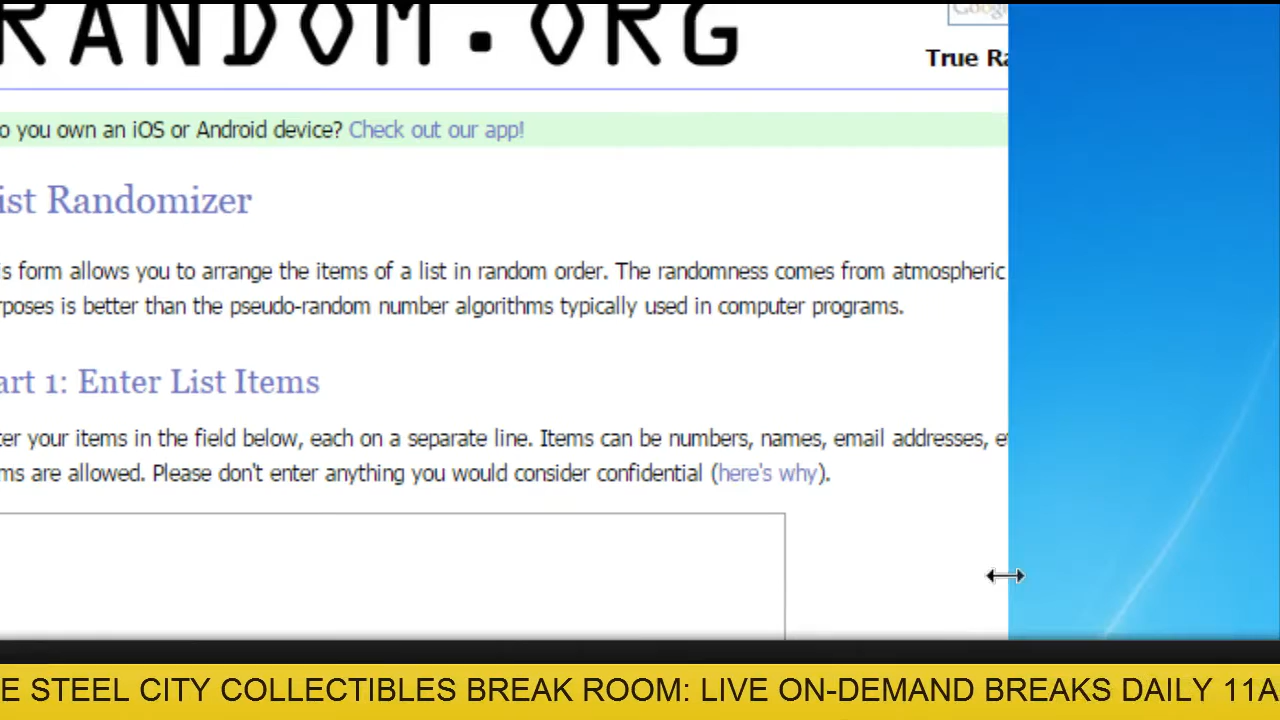 RANDOM.ORG
Google
True Ra
o you own an iOS or Android device? Check out our app!
ist Randomizer
is form allows you to arrange the items of a list in random order. The randomness comes from atmospheric
rposes is better than the pseudo-random number algorithms typically used in computer programs.
art 1: Enter List Items
ter your items in the field below, each on a separate line. Items can be numbers, names, email addresses, e
ms are allowed. Please don't enter anything you would consider confidential (here's why).
E STEEL CITY COLLECTIBLES BREAK ROOM: LIVE ON-DEMAND BREAKS DAILY 11A